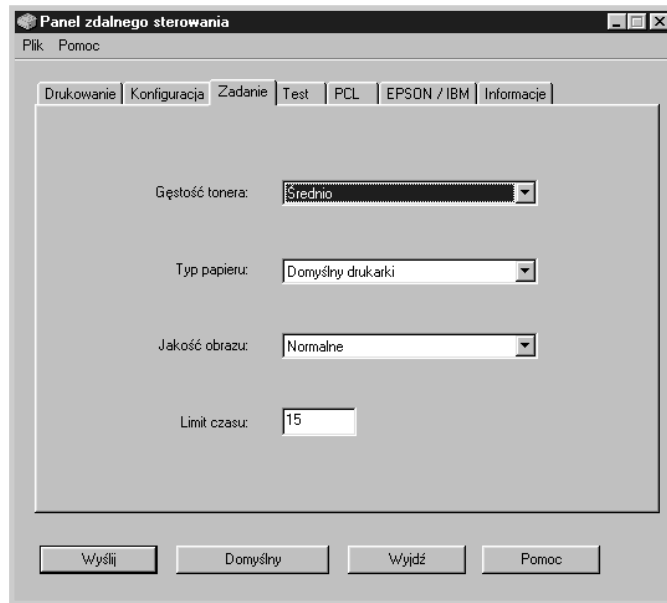 Panel zdalnego sterowania
Plik Pomoc
Drukowanie Konfiguracja Zadanie Test PCL EPSON / IBM Informacje
Gęstość tonera: Średnio
Typ papieru: Domyślny drukarki
Jakość obrazu: Normalne
Limit czasu: 15
Wyślij Domyślny Wyjdź Pomoc